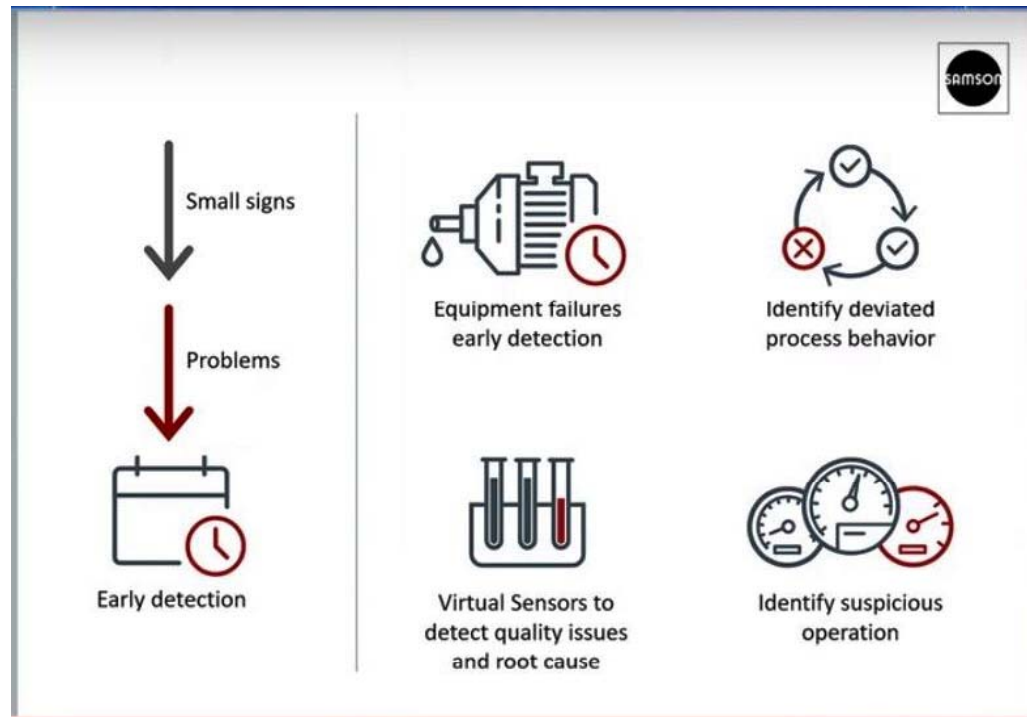 SAMSON
Small signs
Problems
Early detection
Equipment failures
early detection
Identify deviated
process behavior
Virtual Sensors to
detect quality issues
and root cause
Identify suspicious
operation